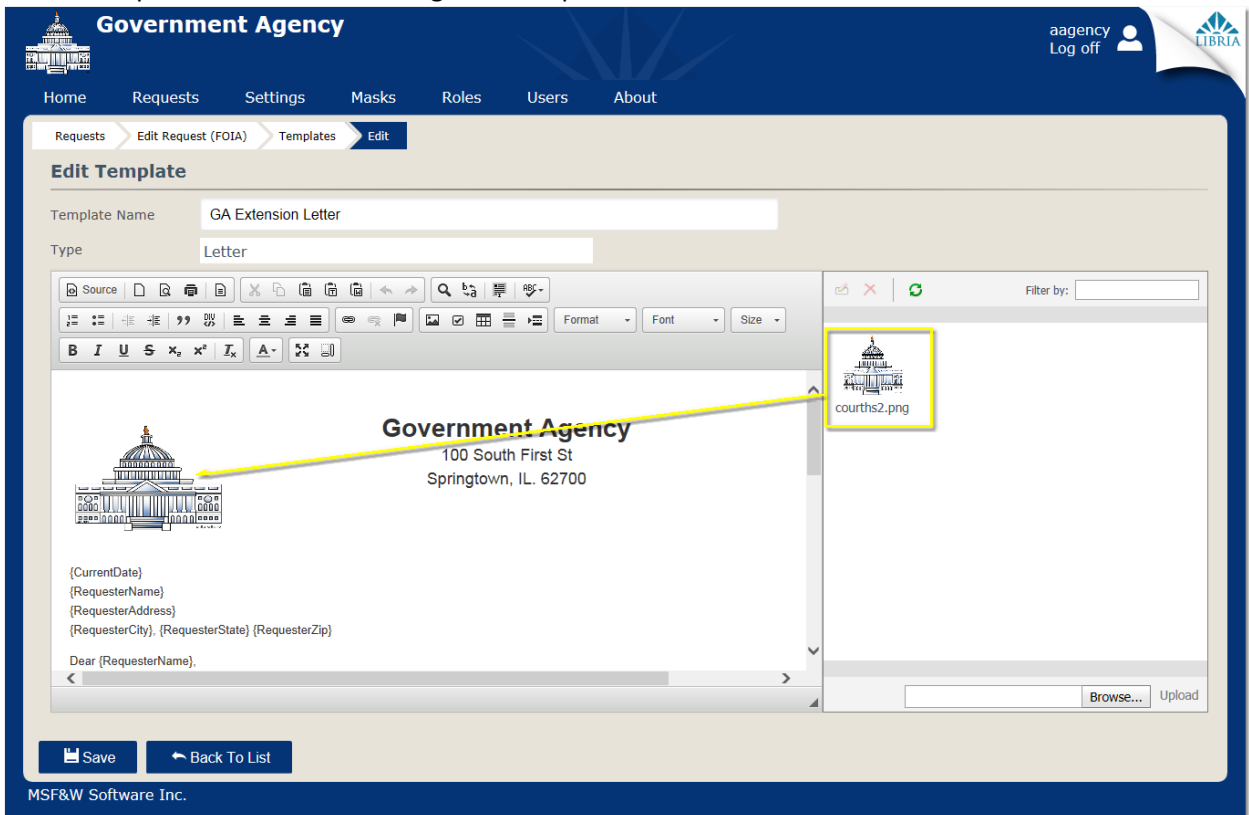 Government Agency
aagency
Log off
LIBRIA
Home Requests Settings Masks Roles Users About
Requests Edit Request (FOIA) Templates Edit
Edit Template
Template Name GA Extension Letter
Type Letter
Source
Filter by:
Format Font Size
B I U S x₂ x² Ix A
courths2.png
Government Agency
100 South First St
Springtown, IL. 62700
{CurrentDate}
{RequesterName}
{RequesterAddress}
{RequesterCity}, {RequesterState} {RequesterZip}
Dear {RequesterName},
Browse... Upload
Save Back To List
MSF&W Software Inc.